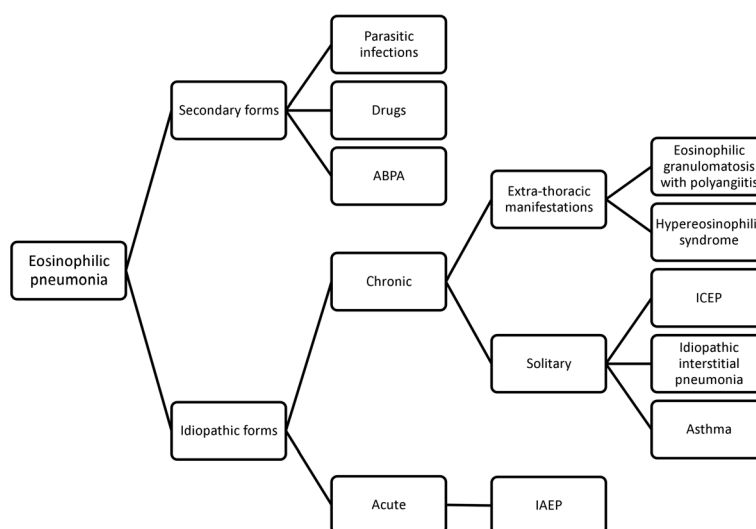 Parasitic
infections
Secondary forms
Drugs
ABPA
Eosinophilic
pneumonia
Extra-thoracic
manifestations
Eosinophilic
granulomatosis
with polyangiitis
Hypereosinophili
syndrome
Chronic
ICEP
Solitary
Idiopathic
interstitial
pneumonia
Asthma
Idiopathic forms
Acute
IAEP